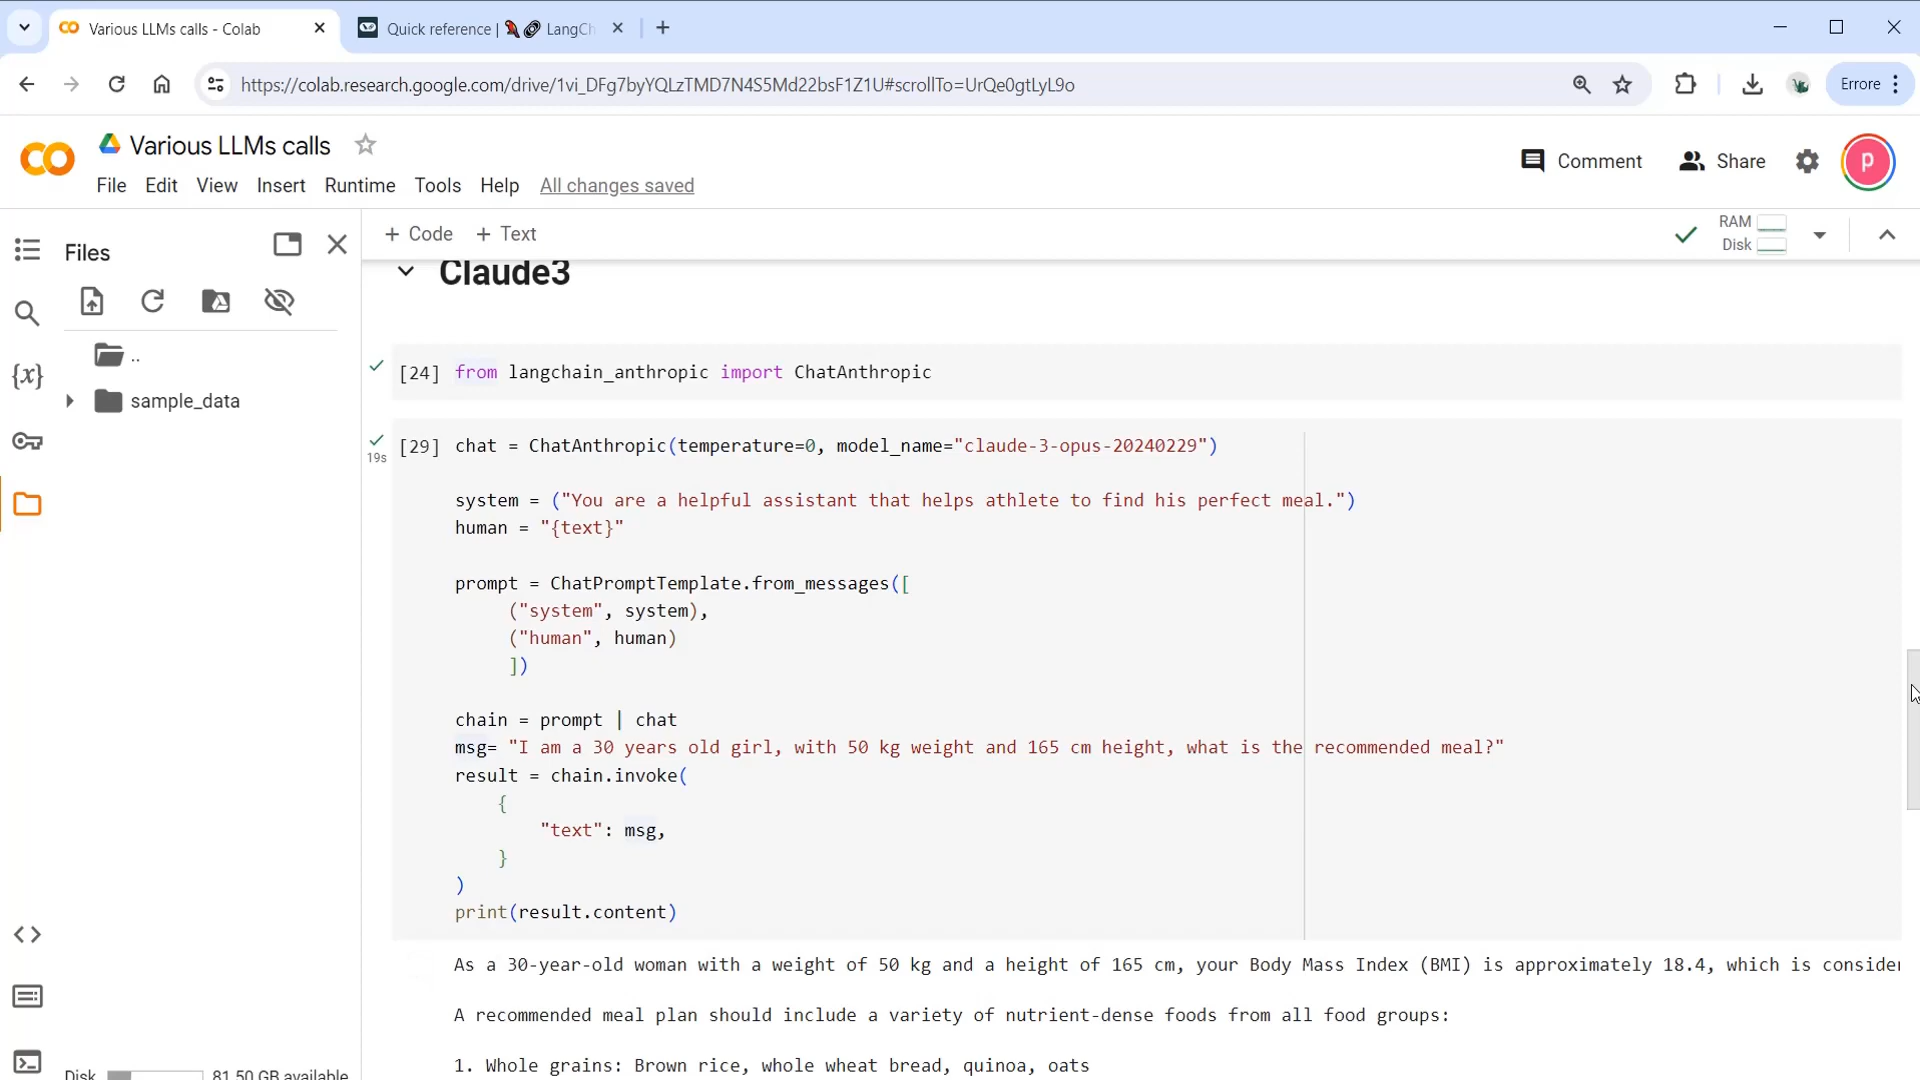 Various LLMs calls - Colab
Quick reference | LangCh
https://colab.research.google.com/drive/1vi_DFg7byYQLzTMD7N4S5Md22bsF1Z1U#scrollTo=UrQe0gtLyL9o
Errore
CO
Various LLMs calls
File Edit View Insert Runtime Tools Help All changes saved
Comment
Share
p
Files
+ Code + Text
RAM
Disk
..
sample_data
{x}
Claude3
[24] from langchain_anthropic import ChatAnthropic
[29] chat = ChatAnthropic(temperature=0, model_name="claude-3-opus-20240229")
19s
system = ("You are a helpful assistant that helps athlete to find his perfect meal.")
human = "{text}"
prompt = ChatPromptTemplate.from_messages([
("system", system),
("human", human)
])
chain = prompt | chat
msg= "I am a 30 years old girl, with 50 kg weight and 165 cm height, what is the recommended meal?"
result = chain.invoke(
{
"text": msg,
}
)
print(result.content)
As a 30-year-old woman with a weight of 50 kg and a height of 165 cm, your Body Mass Index (BMI) is approximately 18.4, which is consider
A recommended meal plan should include a variety of nutrient-dense foods from all food groups:
1. Whole grains: Brown rice, whole wheat bread, quinoa, oats
Disk 81.50 GB available